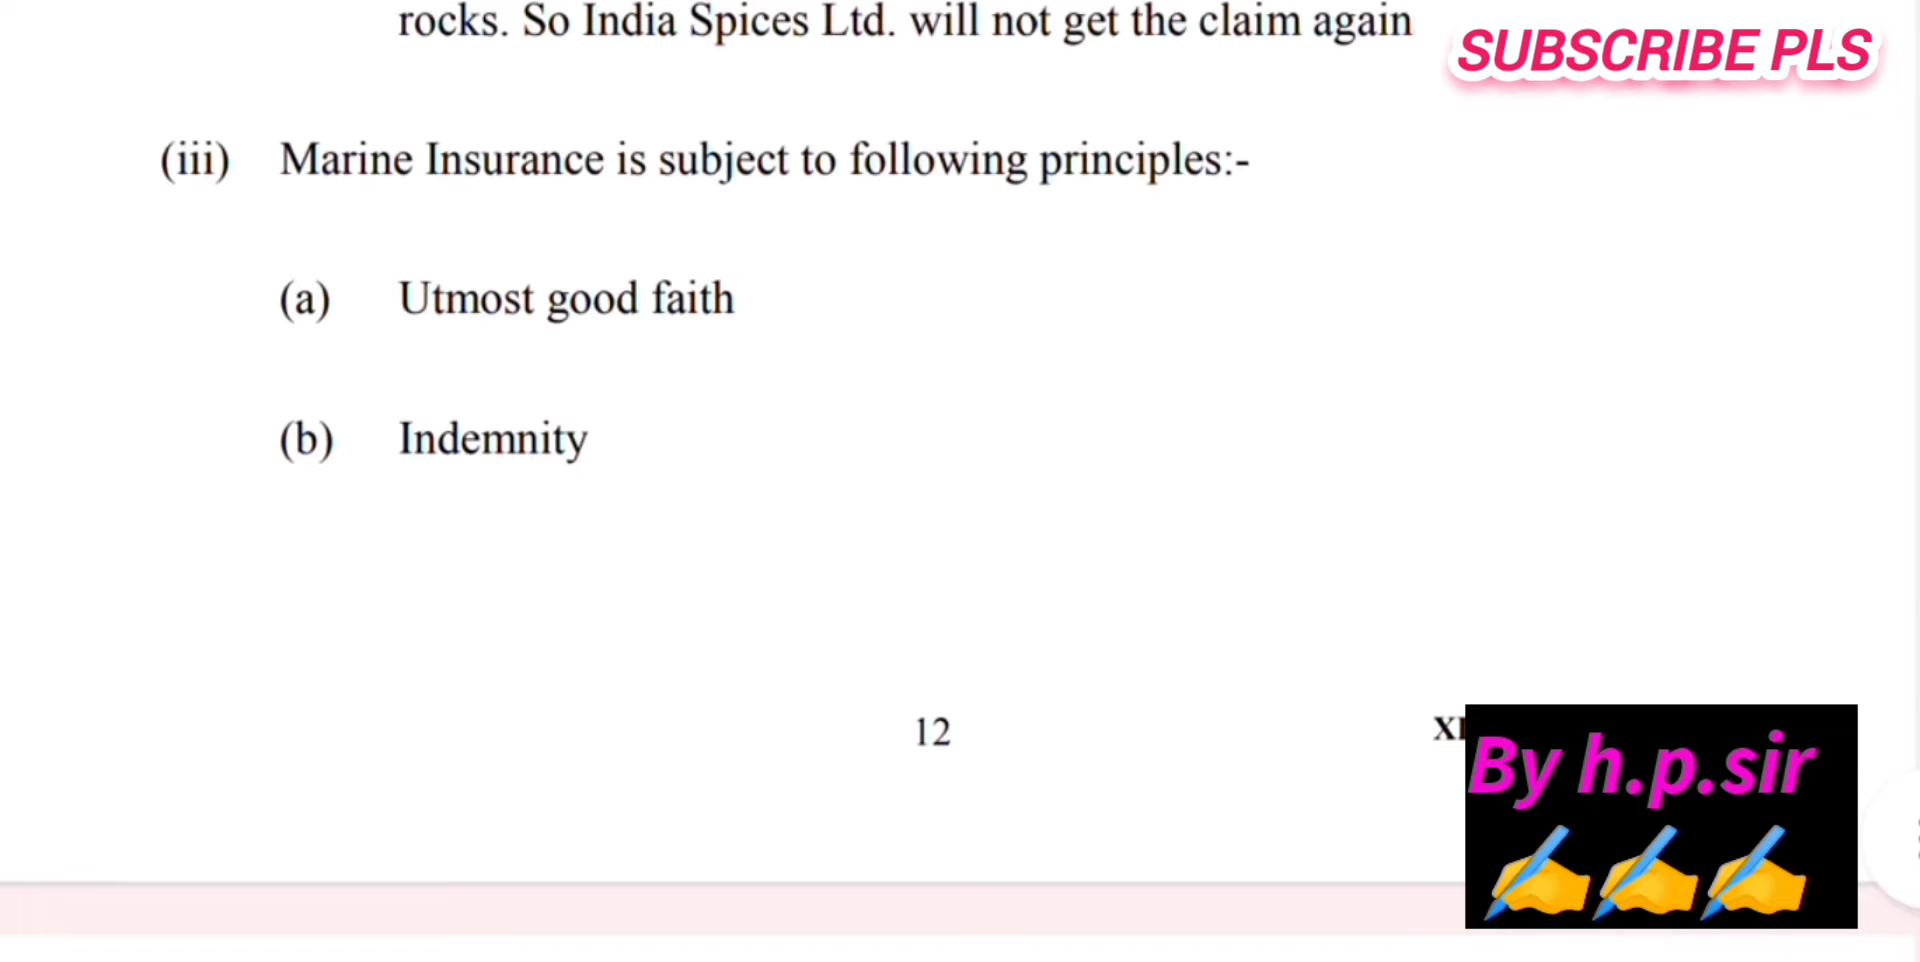 rocks. So India Spices Ltd. will not get the claim again
SUBSCRIBE PLS
(iii) Marine Insurance is subject to following principles:-
(a) Utmost good faith
(b) Indemnity
12
By h.p.sir